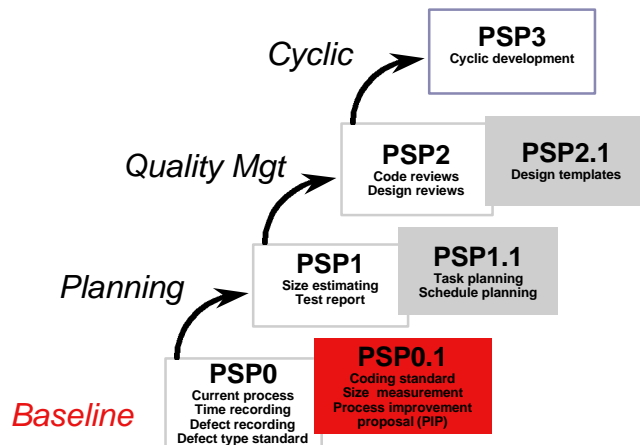 PSP3
Cyclic development
Cyclic
PSP2
Code reviews
Design reviews
PSP2.1
Design templates
Quality Mgt
PSP1
Size estimating
Test report
PSP1.1
Task planning
Schedule planning
Planning
PSP0
Current process
Time recording
Defect recording
Defect type standard
PSP0.1
Coding standard
Size measurement
Process improvement
proposal (PIP)
Baseline